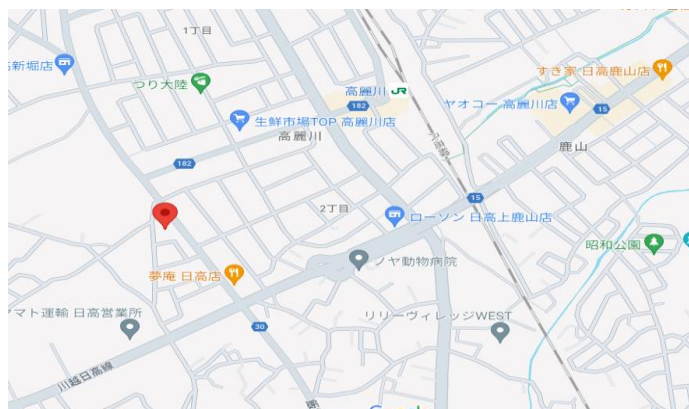 1丁目
新堀店
つり大陸
すき家 日高鹿山店
高麗川 JR
182
ヤオコー 高麗川店
15
生鮮市場TOP 高麗川店
高麗川
鹿山
八高線
182
15
2丁目
ローソン 日高上鹿山店
昭和公園
ノヤ動物病院
夢庵 日高店
マト運輸 日高営業所
30
リリーヴィレッジWEST
川越日高線